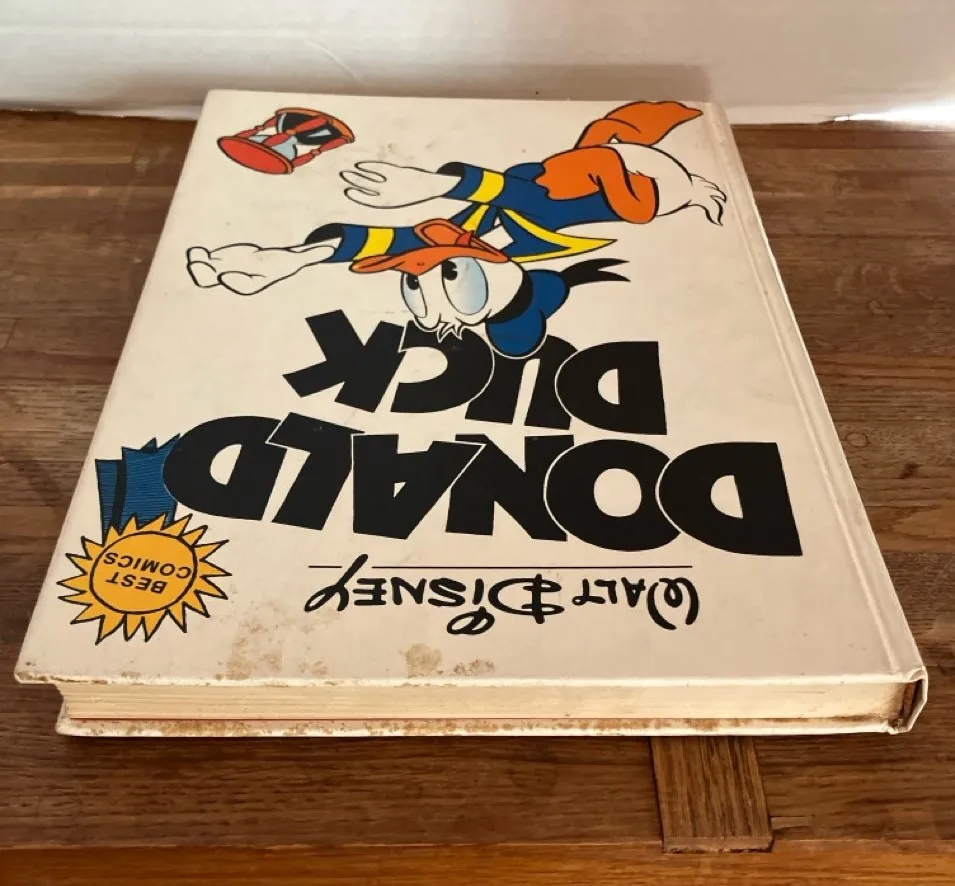 WALT DISNEY
BEST
COMICS
DONALD
DUCK